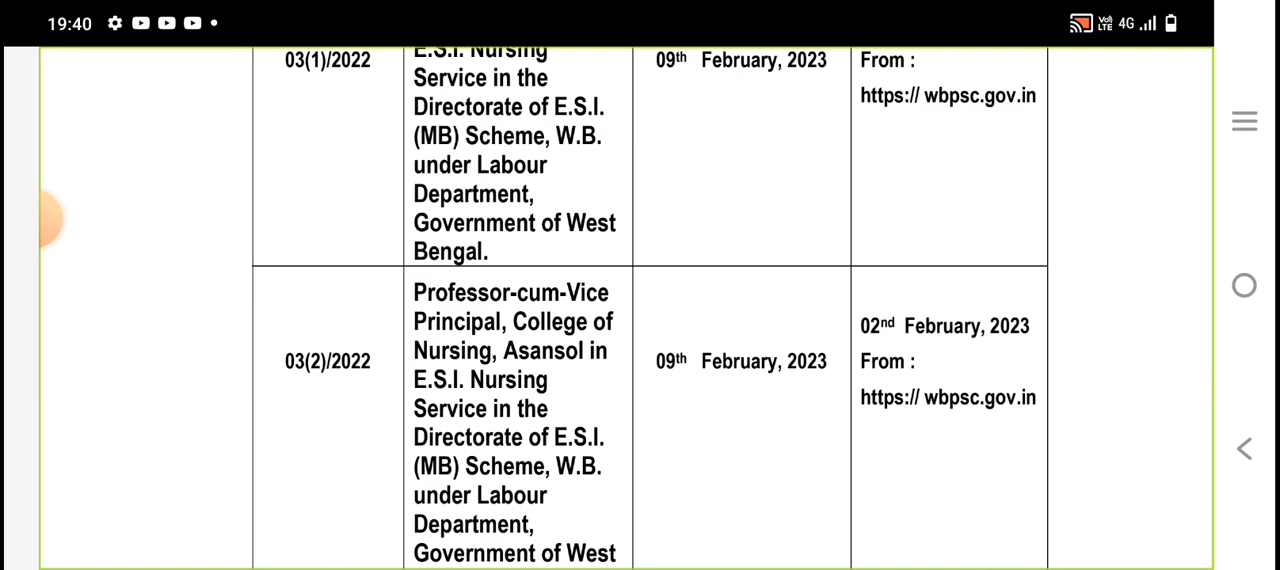 19:40
VoI) LTE 4G
E.S.I. Nursing
03(1)/2022
Service in the
Directorate of E.S.I.
(MB) Scheme, W.B.
under Labour
Department,
Government of West
Bengal.
09th February, 2023
From :
https:// wbpsc.gov.in
03(2)/2022
Professor-cum-Vice
Principal, College of
Nursing, Asansol in
E.S.I. Nursing
Service in the
Directorate of E.S.I.
(MB) Scheme, W.B.
under Labour
Department,
Government of West
09th February, 2023
02nd February, 2023
From :
https:// wbpsc.gov.in